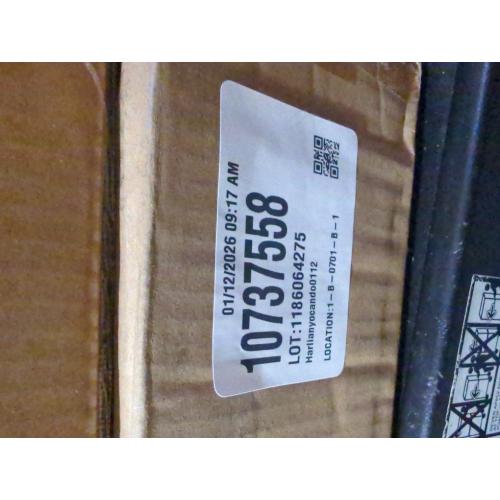 01/12/2026 09:17 AM
10737558
LOT:1186064275
Harlianyocando0112
LOCATION:1-B-0701-B-1